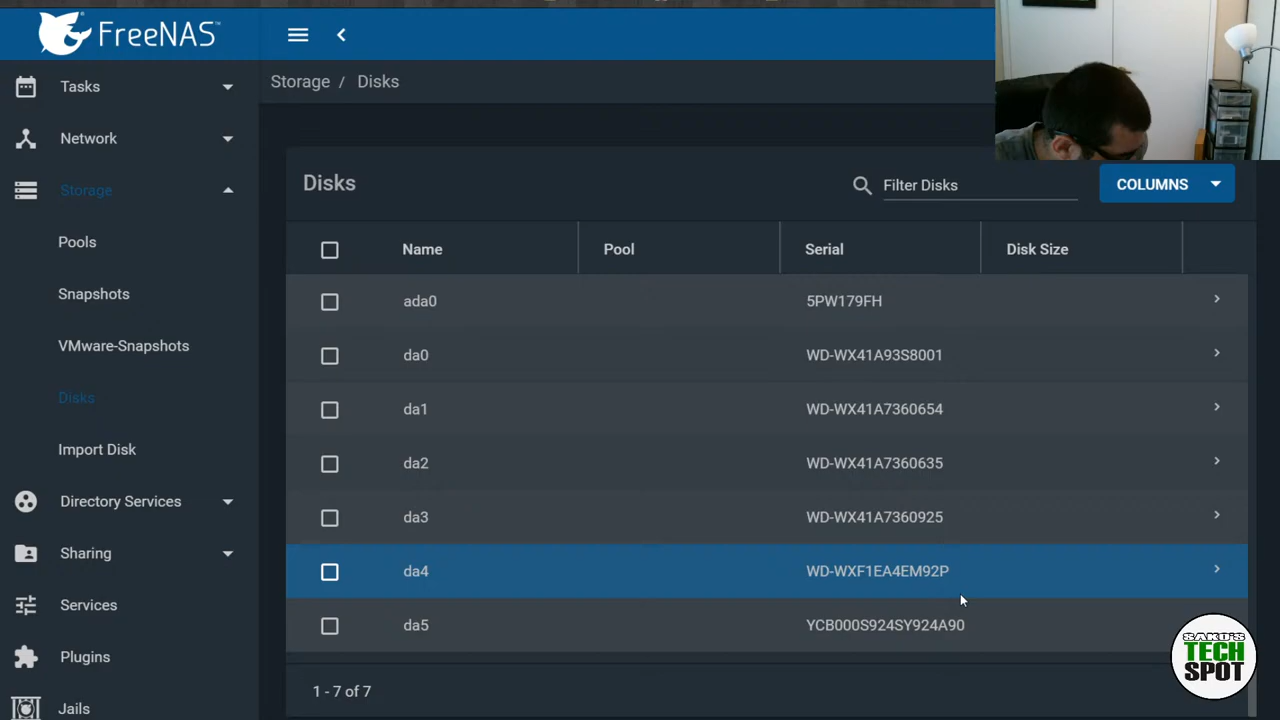 FreeNAS™
Tasks
Network
Storage
Pools
Snapshots
VMware-Snapshots
Disks
Import Disk
Directory Services
Sharing
Services
Plugins
Jails
Storage / Disks
Disks
Filter Disks
COLUMNS
Name Pool Serial Disk Size
ada0 5PW179FH
da0 WD-WX41A93S8001
da1 WD-WX41A7360654
da2 WD-WX41A7360635
da3 WD-WX41A7360925
da4 WD-WXF1EA4EM92P
da5 YCB000S924SY924A90
1 - 7 of 7
SAKO'S
TECH
SPOT